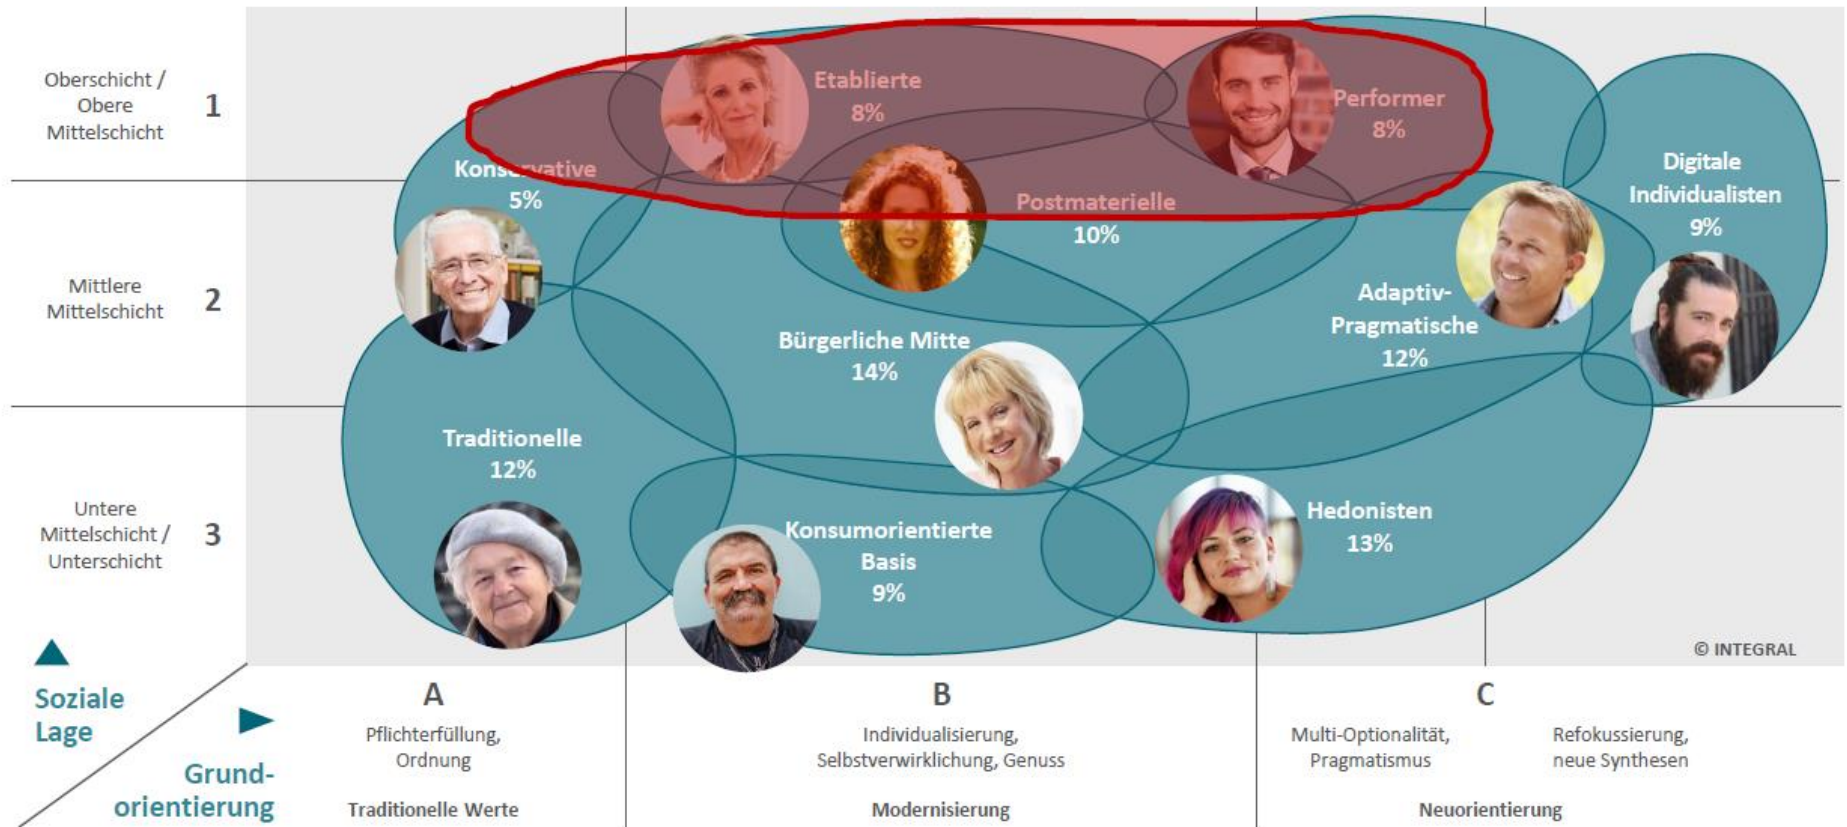 Oberschicht /
Obere
Mittelschicht
1
Etablierte
8%
Performer
8%
Konservative
5%
Postmaterielle
10%
Digitale
Individualisten
9%
Mittlere
Mittelschicht
2
Adaptiv-
Pragmatische
12%
Bürgerliche Mitte
14%
Traditionelle
12%
Untere
Mittelschicht /
Unterschicht
3
Konsumorientierte
Basis
9%
Hedonisten
13%
© INTEGRAL
Soziale
Lage
Grund-
orientierung
A
Pflichterfüllung,
Ordnung
Traditionelle Werte
B
Individualisierung,
Selbstverwirklichung, Genuss
Modernisierung
C
Multi-Optionalität,
Pragmatismus
Refokussierung,
neue Synthesen
Neuorientierung